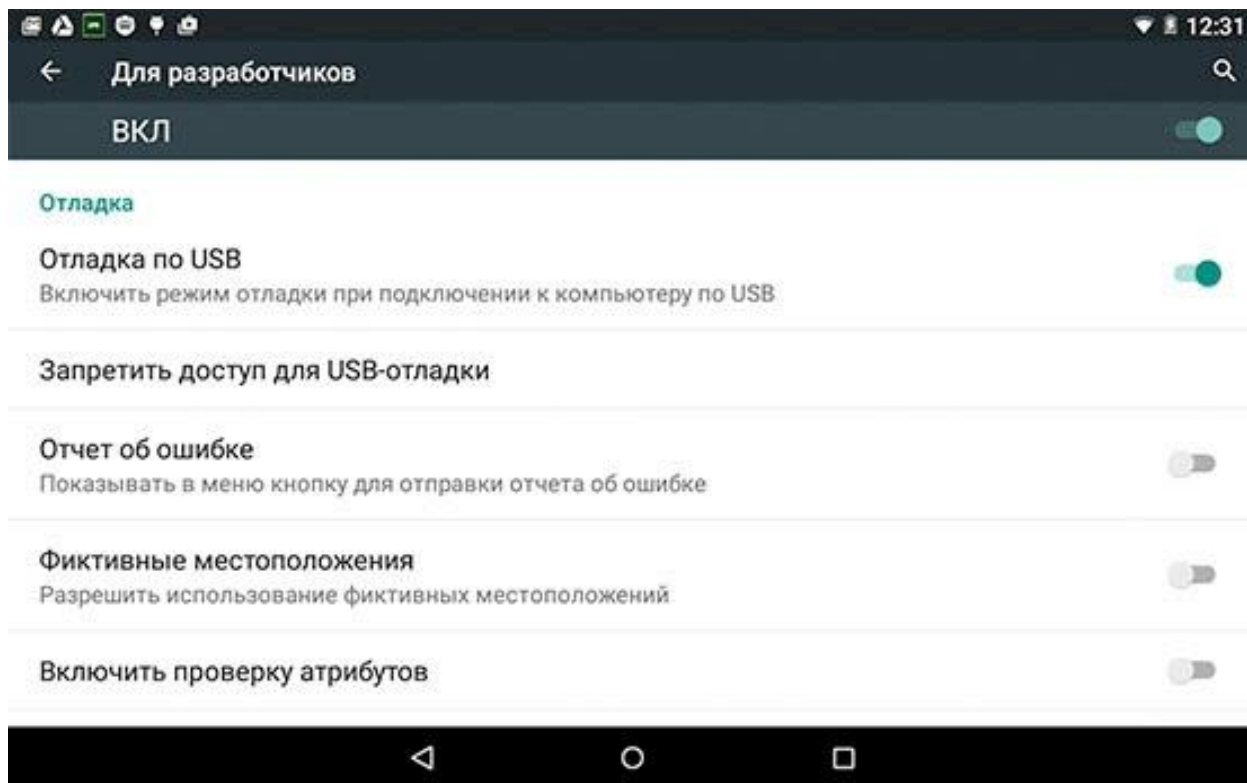 12:31
Для разработчиков
ВКЛ
Отладка
Отладка по USB
Включить режим отладки при подключении к компьютеру по USB
Запретить доступ для USB-отладки
Отчет об ошибке
Показывать в меню кнопку для отправки отчета об ошибке
Фиктивные местоположения
Разрешить использование фиктивных местоположений
Включить проверку атрибутов